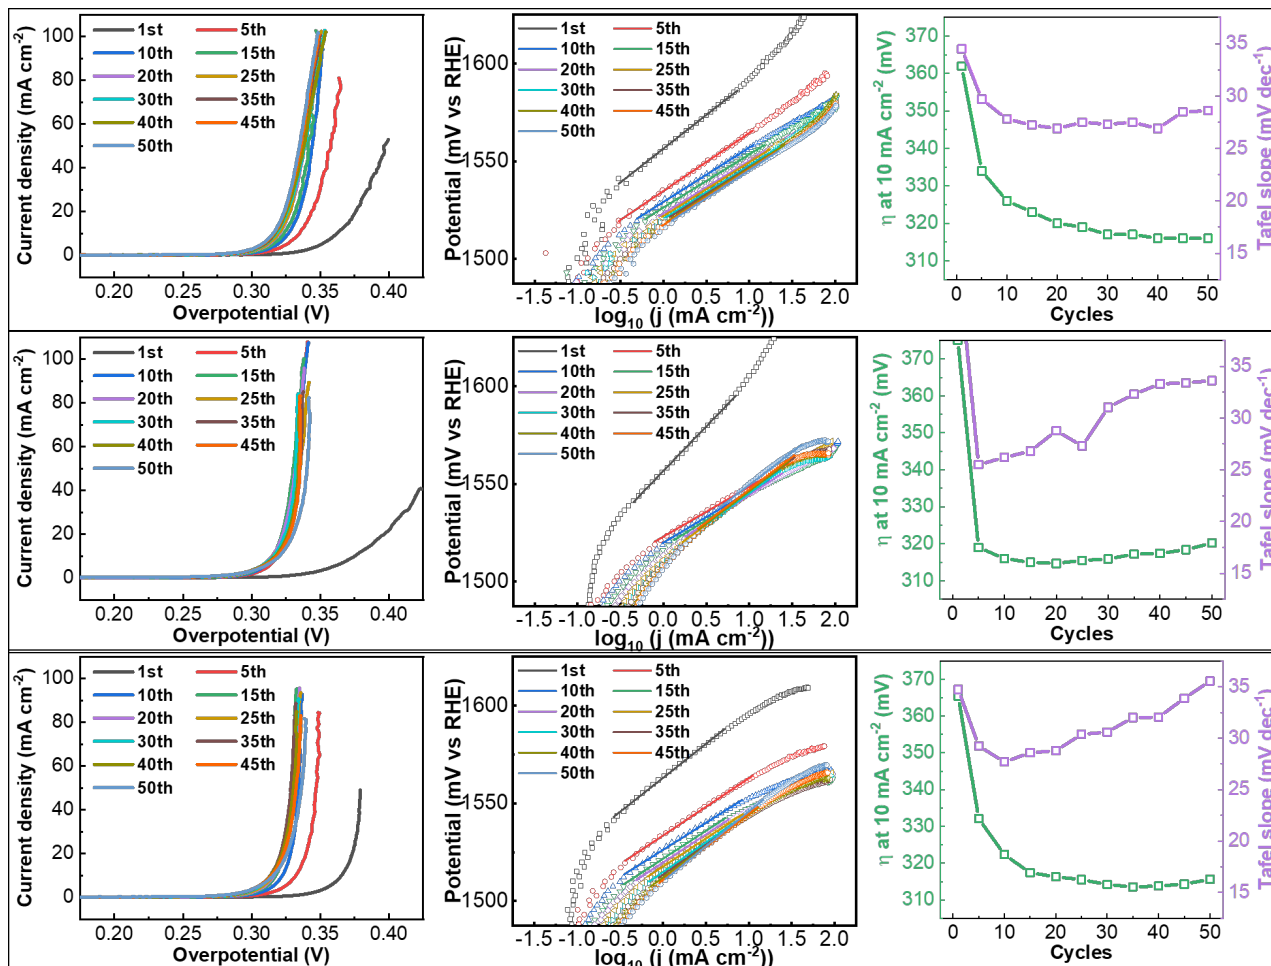 1st 5th
10th 15th
20th 25th
30th 35th
40th 45th
50th
100
80
60
40
20
0
Current density (mA cm-2)
0.20 0.25 0.30 0.35 0.40
Overpotential (V)
1st 5th
10th 15th
20th 25th
30th 35th
40th 45th
50th
1600
1550
1500
Potential (mV vs RHE)
-1.5 -1.0 -0.5 0.0 0.5 1.0 1.5 2.0
log10 (j (mA cm-2))
370
360
350
340
330
320
310
η at 10 mA cm-2 (mV)
35
30
25
20
15
Tafel slope (mV dec-1)
0 10 20 30 40 50
Cycles
1st 5th
10th 15th
20th 25th
30th 35th
40th 45th
50th
100
80
60
40
20
0
Current density (mA cm-2)
0.20 0.25 0.30 0.35 0.40
Overpotential (V)
1st 5th
10th 15th
20th 25th
30th 35th
40th 45th
50th
1600
1550
1500
Potential (mV vs RHE)
-1.5 -1.0 -0.5 0.0 0.5 1.0 1.5 2.0
log10 (j (mA cm-2))
370
360
350
340
330
320
310
η at 10 mA cm-2 (mV)
35
30
25
20
15
Tafel slope (mV dec-1)
0 10 20 30 40 50
Cycles
1st 5th
10th 15th
20th 25th
30th 35th
40th 45th
50th
100
80
60
40
20
0
Current density (mA cm-2)
0.20 0.25 0.30 0.35 0.40
Overpotential (V)
1st 5th
10th 15th
20th 25th
30th 35th
40th 45th
50th
1600
1550
1500
Potential (mV vs RHE)
-1.5 -1.0 -0.5 0.0 0.5 1.0 1.5 2.0
log10 (j (mA cm-2))
370
360
350
340
330
320
310
η at 10 mA cm-2 (mV)
35
30
25
20
15
Tafel slope (mV dec-1)
0 10 20 30 40 50
Cycles